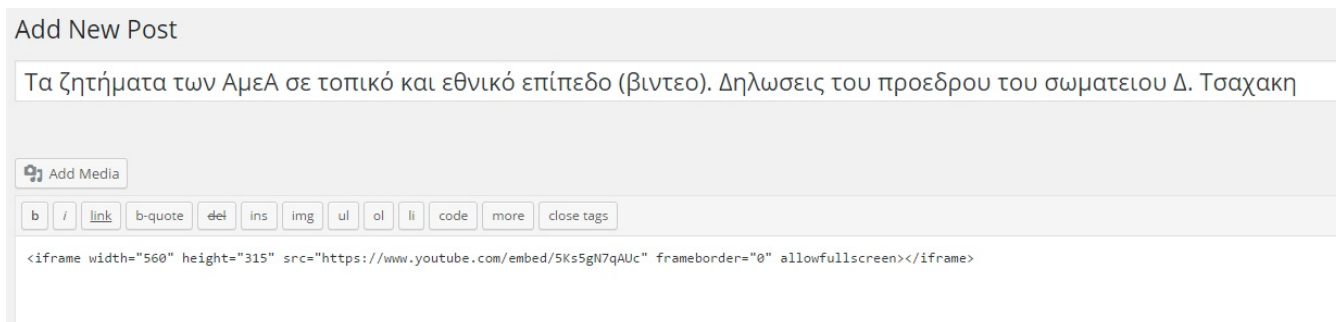 Add New Post
Τα ζητήματα των ΑμεΑ σε τοπικό και εθνικό επίπεδο (βιντεο). Δηλωσεις του προεδρου του σωματειου Δ. Τσαχακη
Add Media
b i link b-quote del ins img ul ol li code more close tags
<iframe width="560" height="315" src="https://www.youtube.com/embed/5Ks5gN7qAUc" frameborder="0" allowfullscreen></iframe>